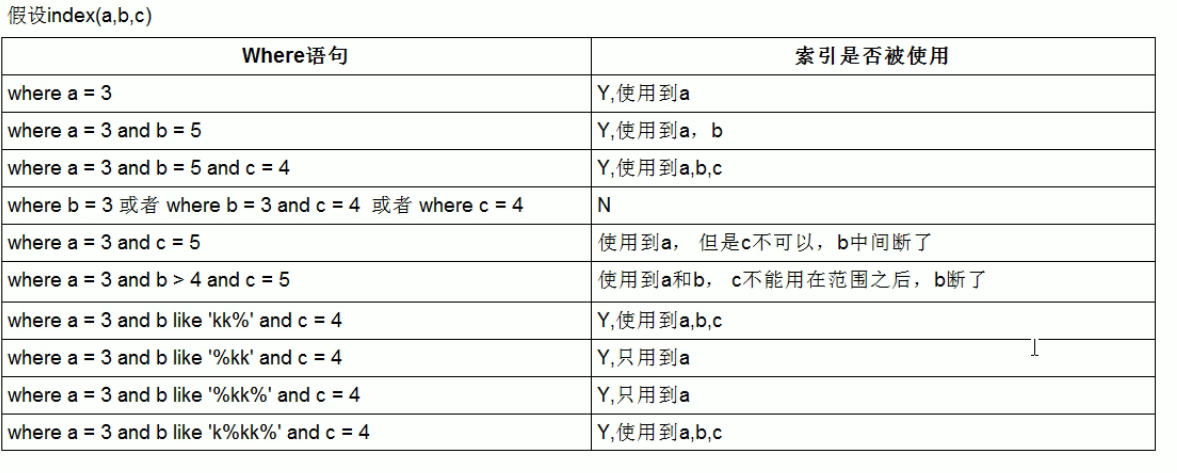 假设index(a,b,c)
Where语句 索引是否被使用
where a = 3 Y,使用到a
where a = 3 and b = 5 Y,使用到a，b
where a = 3 and b = 5 and c = 4 Y,使用到a,b,c
where b = 3 或者 where b = 3 and c = 4 或者 where c = 4 N
where a = 3 and c = 5 使用到a， 但是c不可以，b中间断了
where a = 3 and b > 4 and c = 5 使用到a和b， c不能用在范围之后，b断了
where a = 3 and b like 'kk%' and c = 4 Y,使用到a,b,c
where a = 3 and b like '%kk' and c = 4 Y,只用到a
where a = 3 and b like '%kk%' and c = 4 Y,只用到a
where a = 3 and b like 'k%kk%' and c = 4 Y,使用到a,b,c